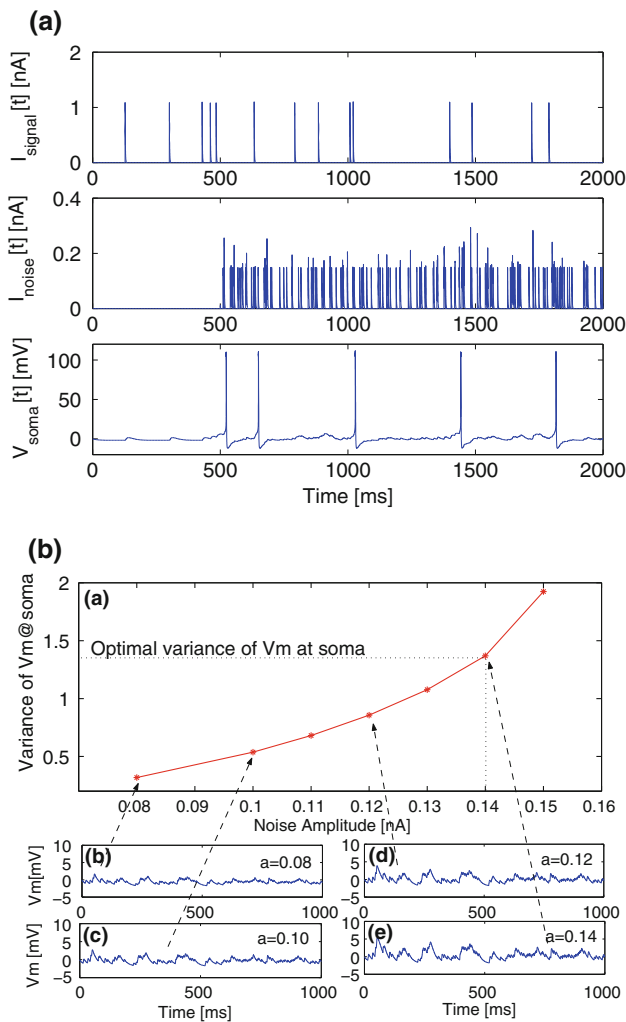 (a)
I_signal[t] [nA]
2
1
0
0 500 1000 1500 2000
I_noise[t] [nA]
0.4
0.2
0
0 500 1000 1500 2000
V_soma[t] [mV]
100
50
0
0 500 1000 1500 2000
Time [ms]
(b)
(a)
Variance of Vm@soma
2
1.5
1
0.5
Optimal variance of Vm at soma
0.08 0.09 0.1 0.11 0.12 0.13 0.14 0.15 0.16
Noise Amplitude [nA]
(b)
a=0.08
Vm[mV]
10
5
0
−5
0 500 1000
(d)
a=0.12
10
5
0
−5
0 500 1000
(c)
a=0.10
Vm [mV]
10
5
0
−5
0 500 1000
Time [ms]
(e)
a=0.14
10
5
0
−5
0 500 1000
Time [ms]